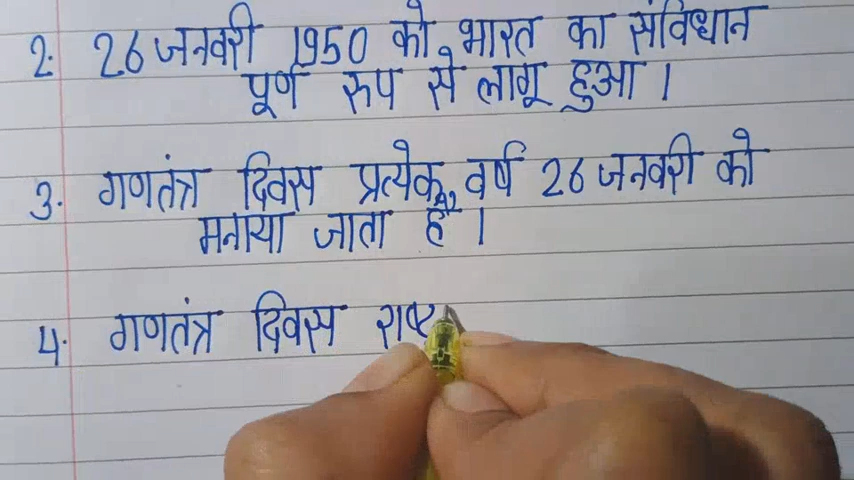 2. 26 जनवरी 1950 को भारत का संविधान
पूर्ण रुप से लागू हुआ ।
3. गणतंत्र दिवस प्रत्येक वर्ष 26 जनवरी को
मनाया जाता है ।
4. गणतंत्र दिवस